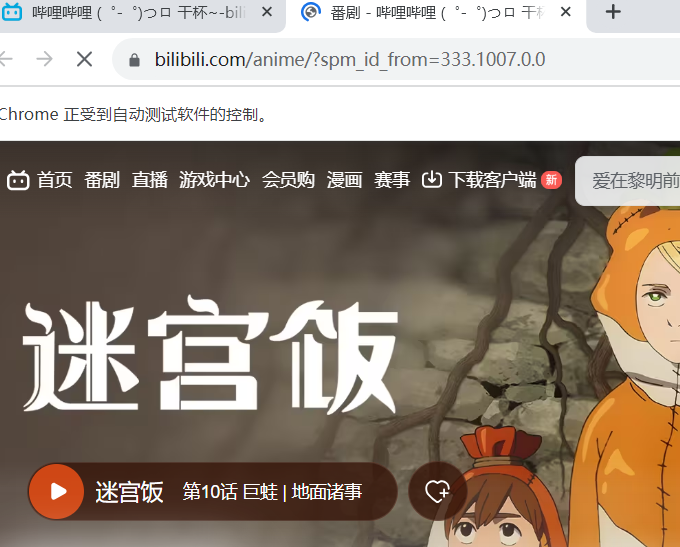 哔哩哔哩 (゜-゜)つロ 干杯~-bili
番剧 - 哔哩哔哩 (゜-゜)つロ 干杯
bilibili.com/anime/?spm_id_from=333.1007.0.0
Chrome 正受到自动测试软件的控制。
首页 番剧 直播 游戏中心 会员购 漫画 赛事 下载客户端 新 爱在黎明前
迷宫饭
迷宫饭 第10话 巨蛙 | 地面诸事